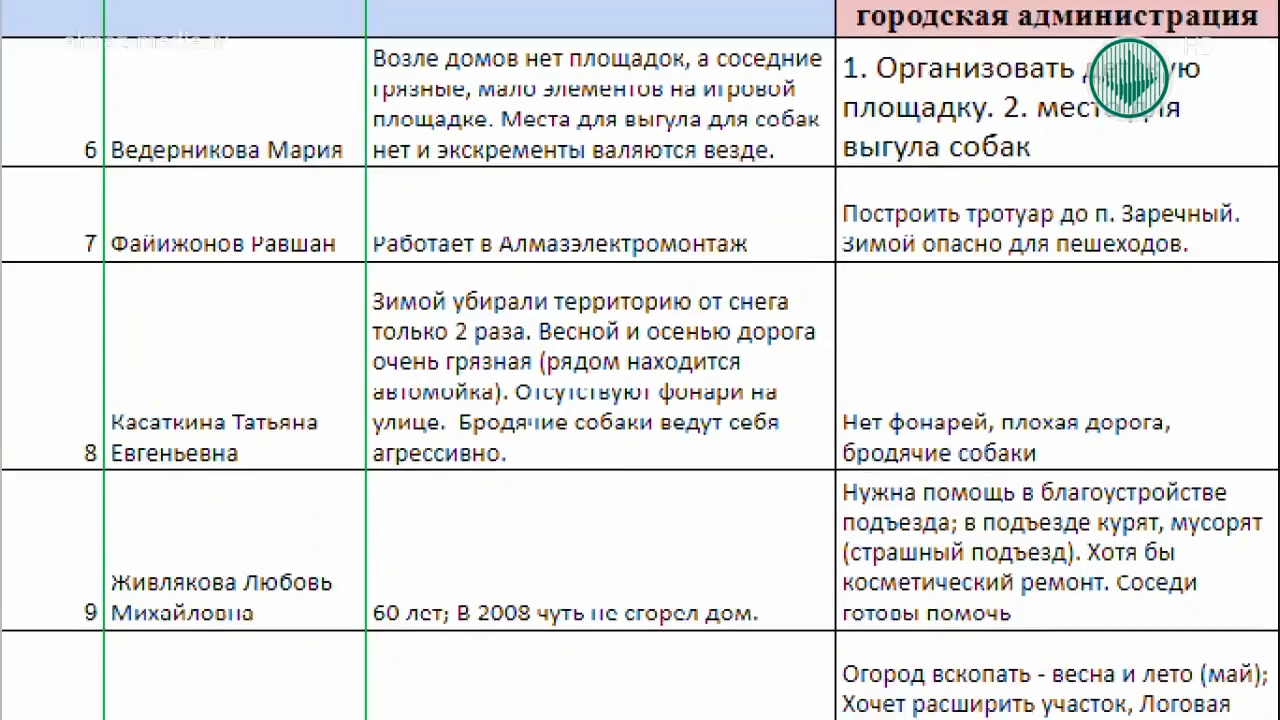 городская администрация
almaz-media.tv
HD
Возле домов нет площадок, а соседние
грязные, мало элементов на игровой
площадке. Места для выгула для собак
нет и экскременты валяются везде.
1. Организовать
площадку. 2.
выгула собак
6 Ведерникова Мария
7 Файижонов Равшан
Работает в Алмазэлектромонтаж
Построить тротуар до п. Заречный.
Зимой опасно для пешеходов.
8 Касаткина Татьяна
Евгеньевна
Зимой убирали территорию от снега
только 2 раза. Весной и осенью дорога
очень грязная (рядом находится
автомойка). Отсутствуют фонари на
улице. Бродячие собаки ведут себя
агрессивно.
Нет фонарей, плохая дорога,
бродячие собаки
9 Живлякова Любовь
Михайловна
60 лет; В 2008 чуть не сгорел дом.
Нужна помощь в благоустройстве
подъезда; в подъезде курят, мусорят
(страшный подъезд). Хотя бы
косметический ремонт. Соседи
готовы помочь
Огород вскопать - весна и лето (май);
Хочет расширить участок, Логовая